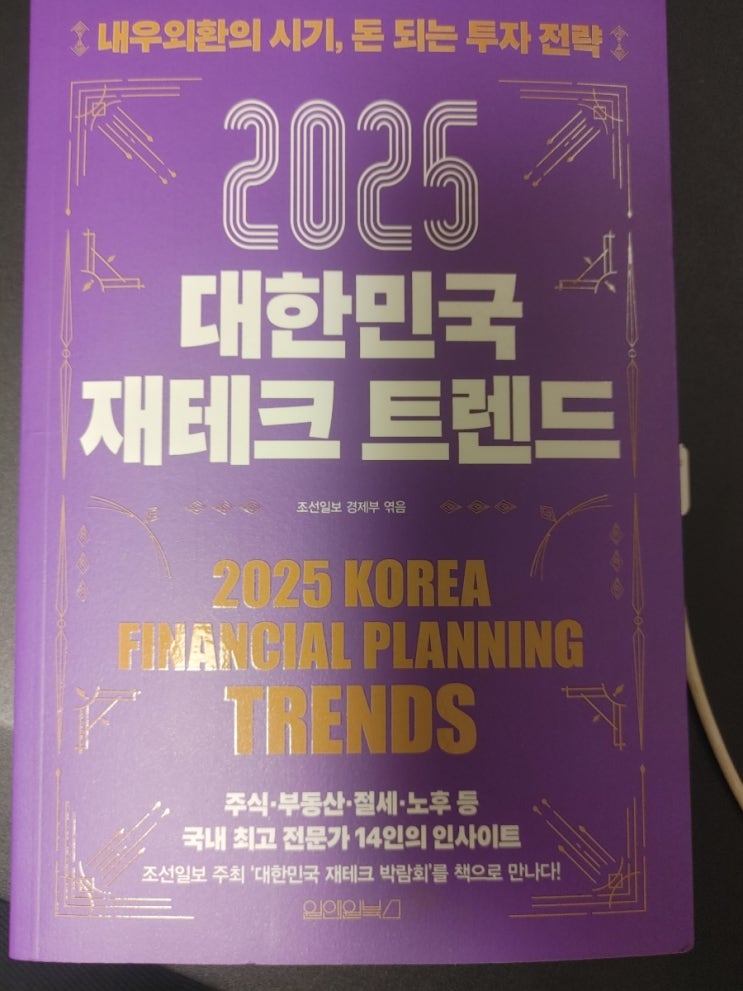 내우외환의 시기, 돈 되는 투자 전략
2025
대한민국
재테크 트렌드
조선일보 경제부 엮음
2025 KOREA
FINANCIAL PLANNING
TRENDS
주식·부동산·절세·노후 등
국내 최고 전문가 14인의 인사이트
조선일보 주최 '대한민국 재테크 박람회'를 책으로 만나다!
일에일북